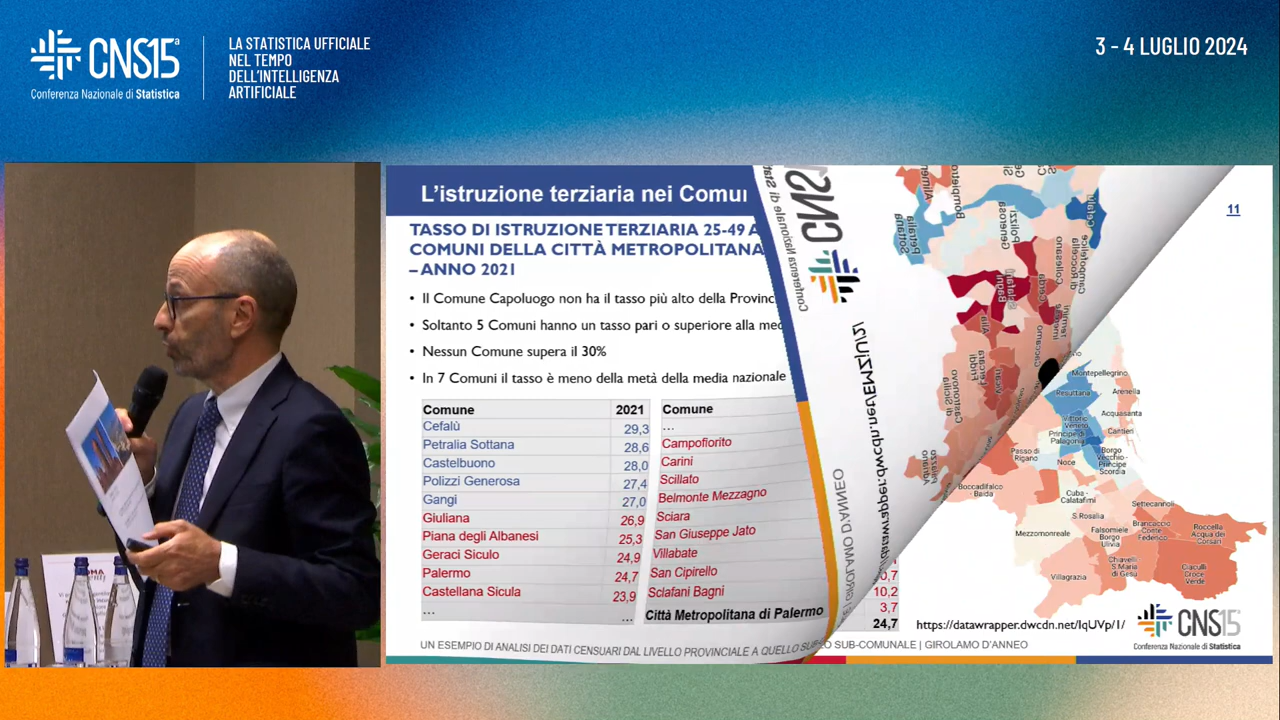 CNS15ª
Conferenza Nazionale di Statistica
LA STATISTICA UFFICIALE
NEL TEMPO
DELL'INTELLIGENZA
ARTIFICIALE
3 - 4 LUGLIO 2024
L'istruzione terziaria nei Comu
TASSO DI ISTRUZIONE TERZIARIA 25-49 A
COMUNI DELLA CITTÀ METROPOLITANA
– ANNO 2021
• Il Comune Capoluogo non ha il tasso più alto della Provinc
• Soltanto 5 Comuni hanno un tasso pari o superiore alla med
• Nessun Comune supera il 30%
• In 7 Comuni il tasso è meno della metà della media nazionale
Comune 2021
Cefalù 29,3
Petralia Sottana 28,6
Castelbuono 28,0
Polizzi Generosa 27,4
Gangi 27,0
Giuliana 26,9
Piana degli Albanesi 25,3
Geraci Siculo 24,9
Palermo 24,7
Castellana Sicula 23,9
... ...
Comune
...
Campofiorito
Carini
Scillato
Belmonte Mezzagno
Sciara
San Giuseppe Jato
Villabate
San Cipirello
Sclafani Bagni
Città Metropolitana di Palermo
0,7
10,2
3,7
24,7
11
Montepellegrino
Resuttana
Arenella
Vittorio
Veneto
Acquasanta
Principe di
Palagonia
Cantieri
Passo di
Rigano
Noce
Borgo
Vecchio -
Principe
Scordia
Boccadifalco
- Baida
Cuba -
Calatafimi
Settecannoli
S.Rosalia
Mezzomonreale
Falsomiele
Borgo
Ulivia
Brancaccio
Conte
Federico
Roccella
Acqua dei
Corsari
Chiavelli
S.Maria
di Gesù
Villagrazia
Ciaculli
Croce
Verde
https://datawrapper.dwcdn.net/IqUVp/1/
CNS15
Conferenza Nazionale di Statistica
UN ESEMPIO DI ANALISI DEI DATI CENSUARI DAL LIVELLO PROVINCIALE A QUELLO SUB
O SUB-COMUNALE | GIROLAMO D'ANNEO